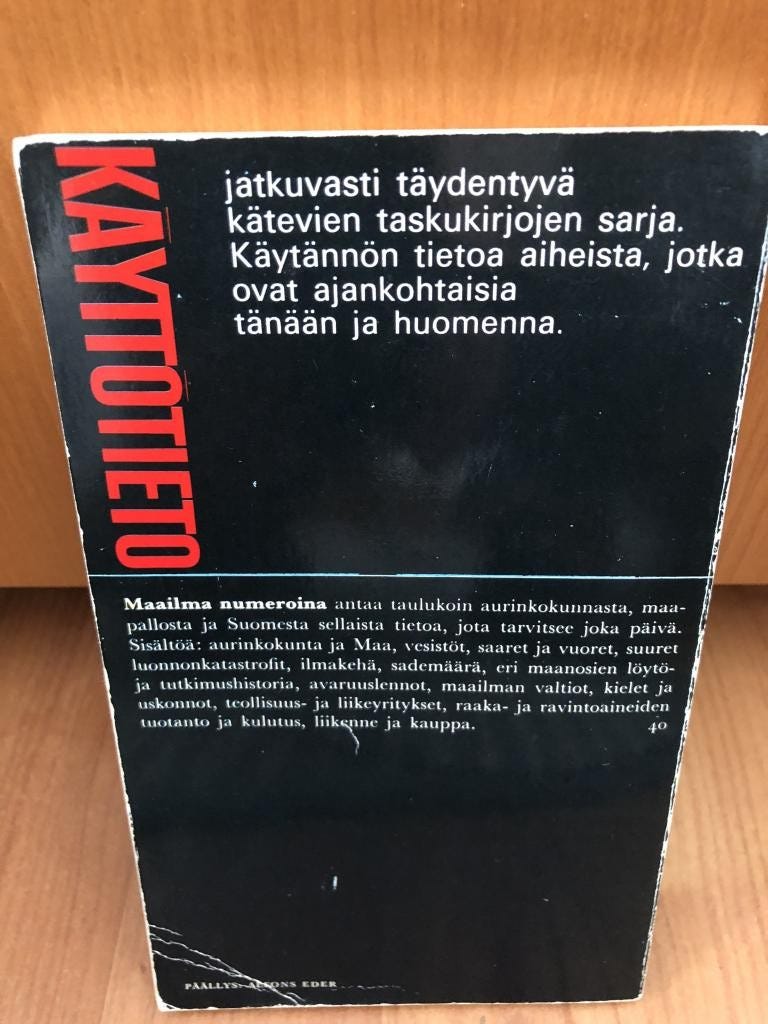 KÄYTTÖTIETO
jatkuvasti täydentyvä
kätevien taskukirjojen sarja.
Käytännön tietoa aiheista, jotka
ovat ajankohtaisia
tänään ja huomenna.
Maailma numeroina antaa taulukoin aurinkokunnasta, maa-
pallosta ja Suomesta sellaista tietoa, jota tarvitsee joka päivä.
Sisältöä: aurinkokunta ja Maa, vesistöt, saaret ja vuoret, suuret
luonnonkatastrofit, ilmakehä, sademäärä, eri maanosien löytö-
ja tutkimushistoria, avaruuslennot, maailman valtiot, kielet ja
uskonnot, teollisuus- ja liikeyritykset, raaka- ja ravintoaineiden
tuotanto ja kulutus, liikenne ja kauppa. 40
PÄÄLLYS: ALFONS EDER